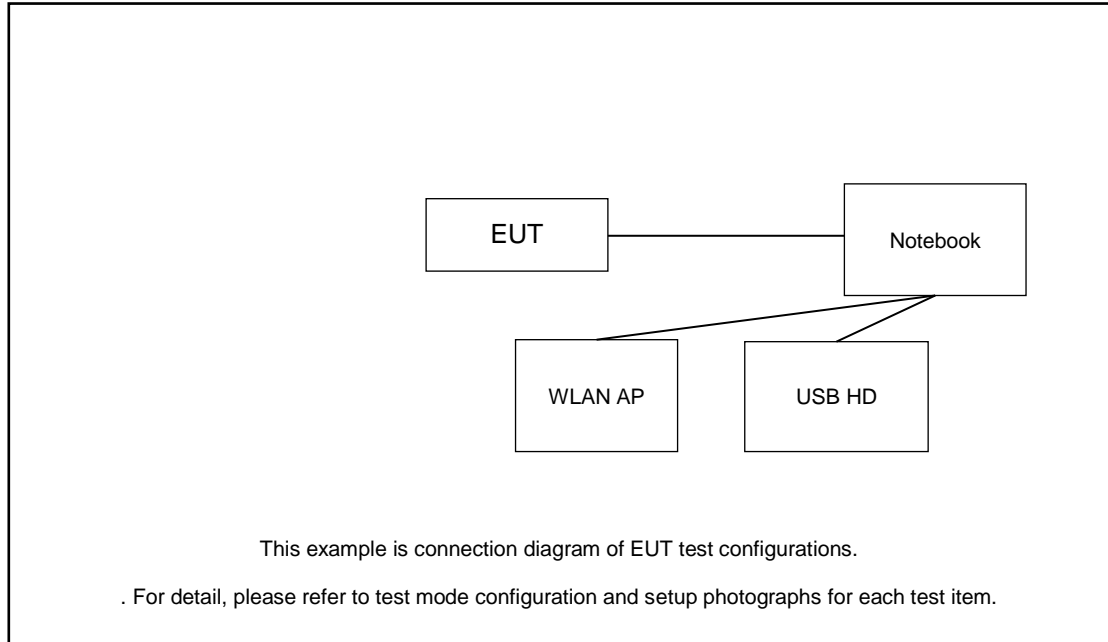 EUT
Notebook
WLAN AP
USB HD
This example is connection diagram of EUT test configurations.
. For detail, please refer to test mode configuration and setup photographs for each test item.